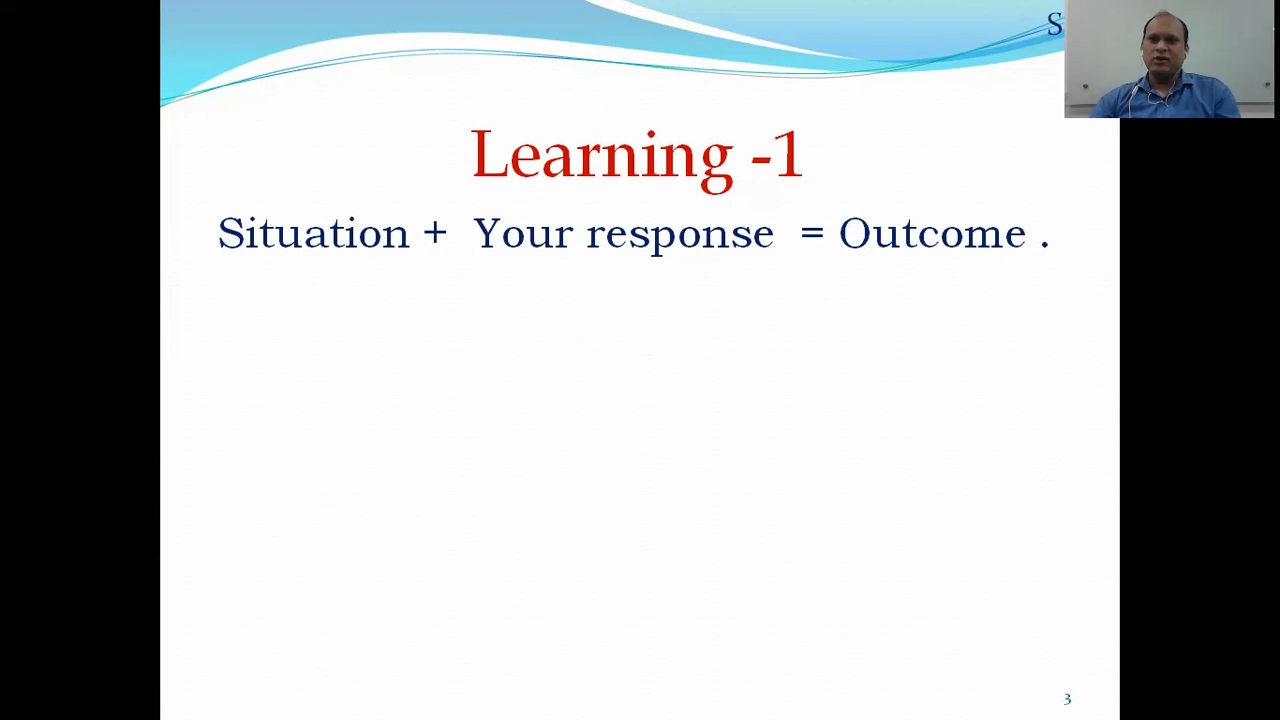 Learning -1
Situation + Your response = Outcome .
3